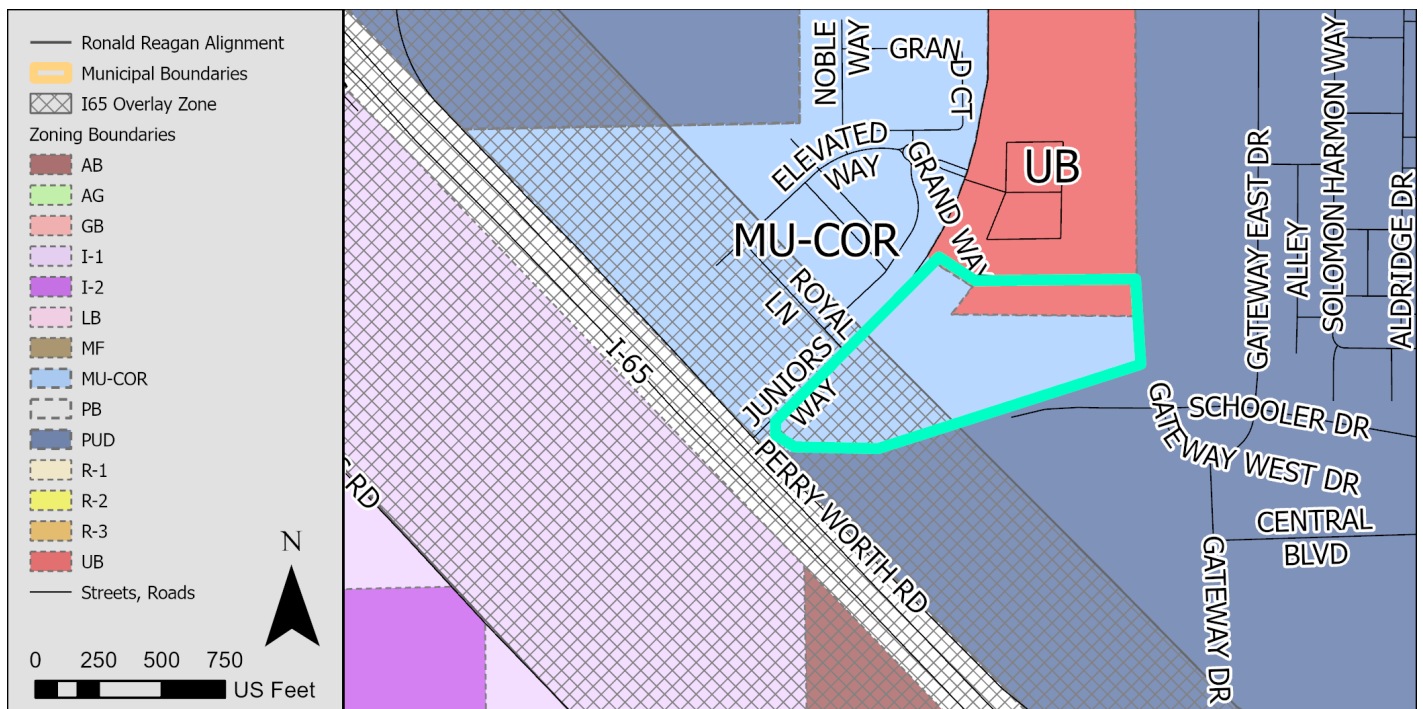 Ronald Reagan Alignment
Municipal Boundaries
I65 Overlay Zone
Zoning Boundaries
AB
AG
GB
I-1
I-2
LB
MF
MU-COR
PB
PUD
R-1
R-2
R-3
UB
Streets, Roads
N
0 250 500 750
US Feet
NOBLE
WAY
GRAN
D CT
ELEVATED
WAY
GRAND WAY
UB
MU-COR
ROYAL
LN
JUNIORS
WAY
I-65
PERRY-WORTH RD
S RD
GATEWAY EAST DR
ALLEY
SOLOMON HARMON WAY
ALDRIDGE DR
SCHOOLER DR
GATEWAY WEST DR
CENTRAL
BLVD
GATEWAY DR